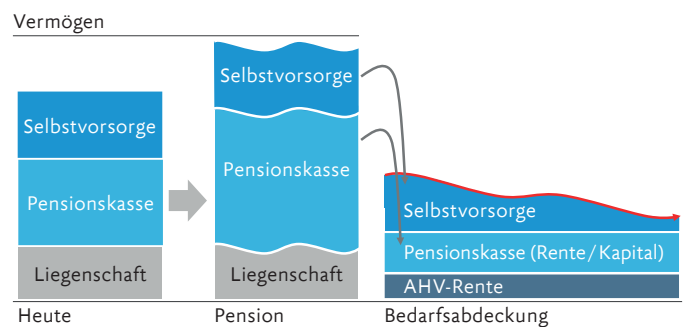 Vermögen
Selbstvorsorge
Pensionskasse
Liegenschaft
Heute
Selbstvorsorge
Pensionskasse
Liegenschaft
Pension
Selbstvorsorge
Pensionskasse (Rente/Kapital)
AHV-Rente
Bedarfsabdeckung